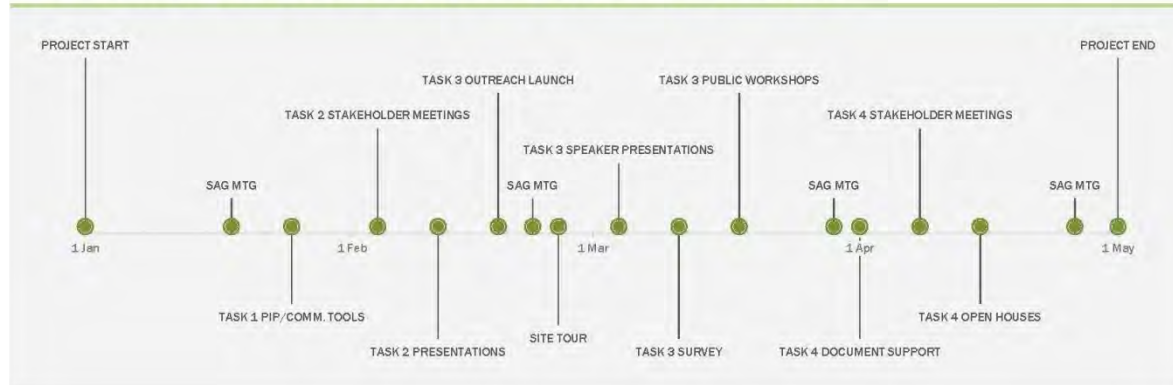 PROJECT START
PROJECT END
TASK 3 OUTREACH LAUNCH
TASK 3 PUBLIC WORKSHOPS
TASK 2 STAKEHOLDER MEETINGS
TASK 4 STAKEHOLDER MEETINGS
TASK 3 SPEAKER PRESENTATIONS
SAG MTG
SAG MTG
SAG MTG
SAG MTG
1 Jan
1 Feb
1 Mar
1 Apr
1 May
TASK 1 PIP/COMM. TOOLS
TASK 4 OPEN HOUSES
SITE TOUR
TASK 2 PRESENTATIONS
TASK 3 SURVEY
TASK 4 DOCUMENT SUPPORT